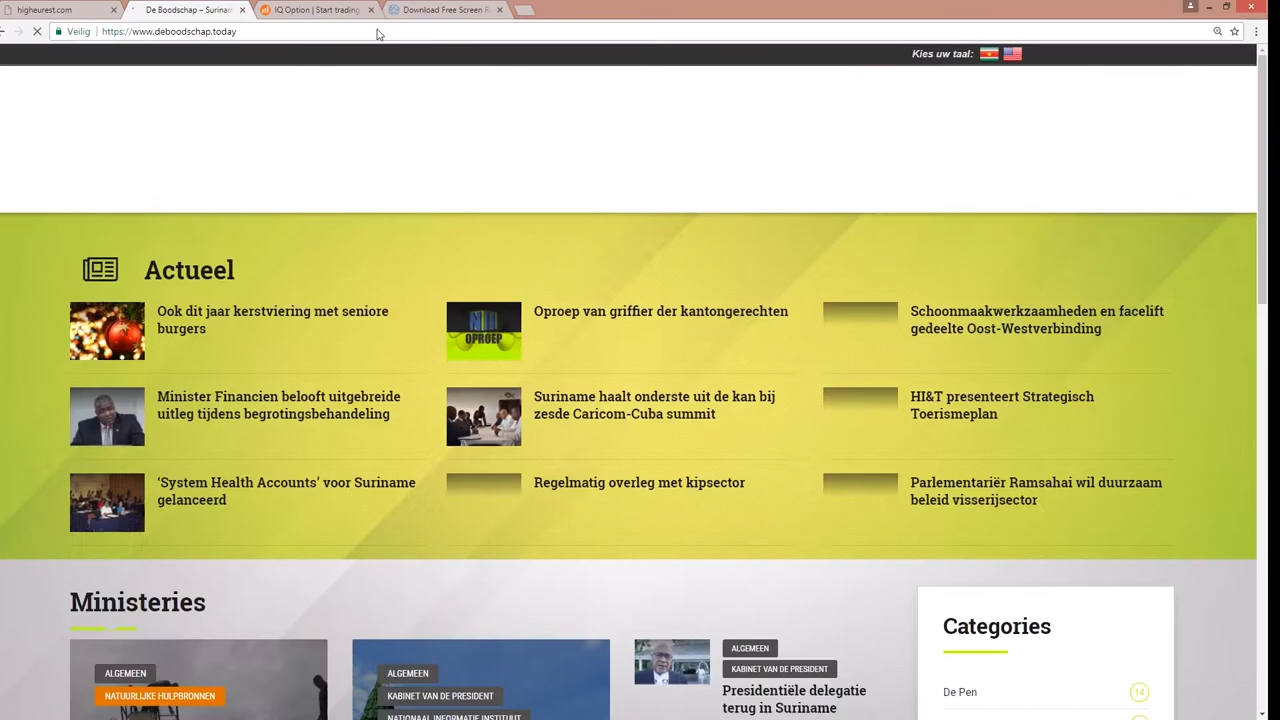 higheurest.com
De Boodschap – Surinam
IQ Option | Start trading
Download Free Screen R
Veilig
https://www.deboodschap.today
Kies uw taal:
Actueel
Ook dit jaar kerstviering met seniore
burgers
Oproep van griffier der kantongerechten
OPROEP
Schoonmaakwerkzaamheden en facelift
gedeelte Oost-Westverbinding
Minister Financien belooft uitgebreide
uitleg tijdens begrotingsbehandeling
Suriname haalt onderste uit de kan bij
zesde Caricom-Cuba summit
HI&T presenteert Strategisch
Toerismeplan
‘System Health Accounts’ voor Suriname
gelanceerd
Regelmatig overleg met kipsector
Parlementariër Ramsahai wil duurzaam
beleid visserijsector
Ministeries
ALGEMEEN
NATUURLIJKE HULPBRONNEN
ALGEMEEN
KABINET VAN DE PRESIDENT
NATIONAAL INFORMATIE INSTITUUT
ALGEMEEN
KABINET VAN DE PRESIDENT
Presidentiële delegatie
terug in Suriname
Categories
De Pen
14